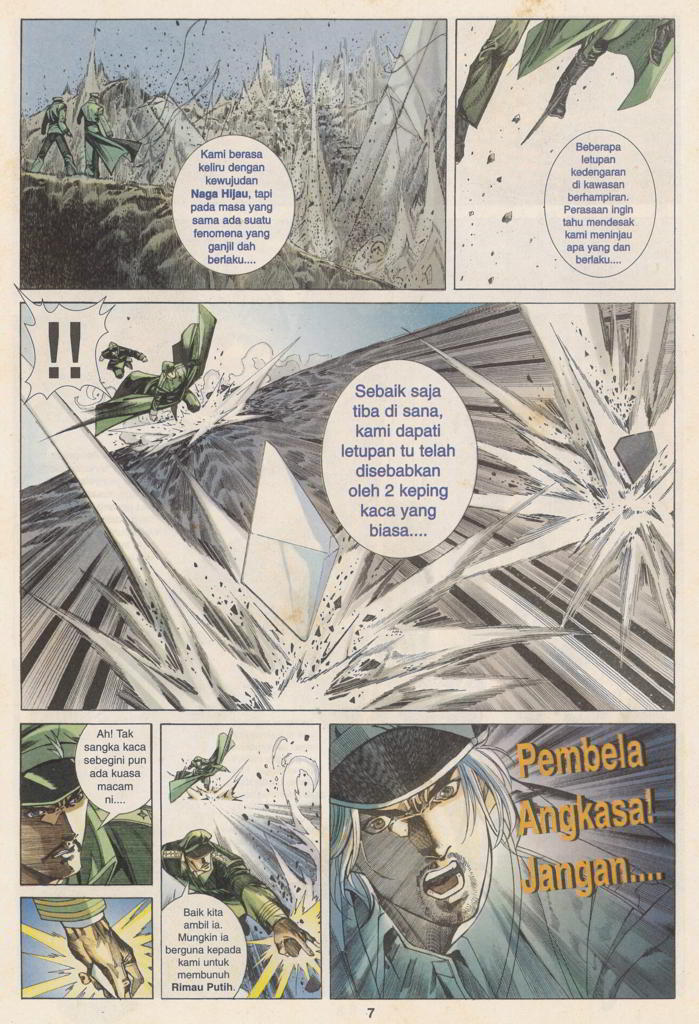 Kami berasa
keliru dengan
kewujudan
Naga Hijau, tapi
pada masa yang
sama ada suatu
fenomena yang
ganjil dah
berlaku....
Beberapa
letupan
kedengaran
di kawasan
berhampiran.
Perasaan ingin
tahu mendesak
kami meninjau
apa yang dan
berlaku....
!!
Sebaik saja
tiba di sana,
kami dapati
letupan tu telah
disebabkan
oleh 2 keping
kaca yang
biasa....
Ah! Tak
sangka kaca
sebegini pun
ada kuasa
macam
ni....
Baik kita
ambil ia.
Mungkin ia
berguna kepada
kami untuk
membunuh
Rimau Putih.
Pembela
Angkasa!
Jangan....
7